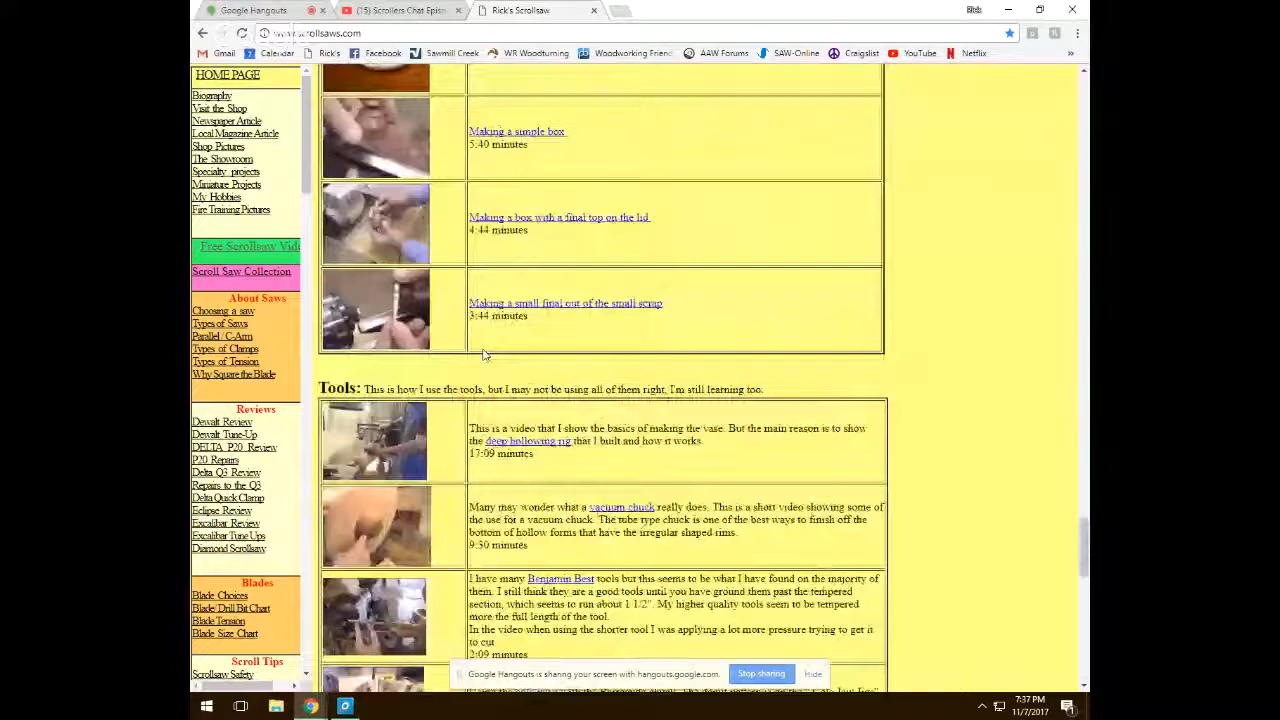 Google Hangouts
(15) Scrollers Chat Epis
Rick's Scrollsaw
Rick
www.scrollsaws.com
Gmail
Calendar
Rick's
Facebook
Sawmill Creek
WR Woodturning
Woodworking Friend
AAW Forums
SAW-Online
Craigslist
YouTube
Netflix
»
HOME PAGE
Biography
Visit the Shop
Newspaper Article
Local Magazine Article
Shop Pictures
The Showroom
Specialty projects
Miniature Projects
My Hobbies
Fire Training Pictures
Free Scrollsaw Vide
Scroll Saw Collection
About Saws
Choosing a saw
Types of Saws
Parallel / C-Arm
Types of Clamps
Types of Tension
Why Square the Blade
Reviews
Dewalt Review
Dewalt Tune-Up
DELTA P20 Review
P20 Repairs
Delta Q3 Review
Repairs to the Q3
Delta Quick Clamp
Eclipse Review
Excalibar Review
Excalibar Tune Ups
Diamond Scrollsaw
Blades
Blade Choices
Blade/Drill Bit Chart
Blade Tension
Blade Size Chart
Scroll Tips
Scrollsaw Safety
Making a simple box
5:40 minutes
Making a box with a final top on the lid
4:44 minutes
Making a small final out of the small scrap
3:44 minutes
Tools: This is how I use the tools, but I may not be using all of them right, I'm still learning too.
This is a video that I show the basics of making the vase. But the main reason is to show
the deep hollowing rig that I built and how it works.
17:09 minutes
Many may wonder what a vacuum chuck really does. This is a short video showing some of
the use for a vacuum chuck. The tube type chuck is one of the best ways to finish off the
bottom of hollow forms that have the irregular shaped rims.
9:30 minutes
I have many Benjamin Best tools but this seems to be what I have found on the majority of
them. I still think they are a good tools until you have ground them past the tempered
section, which seems to run about 1 1/2". My higher quality tools seem to be tempered
more the full length of the tool.
In the video when using the shorter tool I was applying a lot more pressure trying to get it
to cut
2:09 minutes
Google Hangouts is sharing your screen with hangouts.google.com.
Stop sharing
Hide
7:37 PM
11/7/2017
1